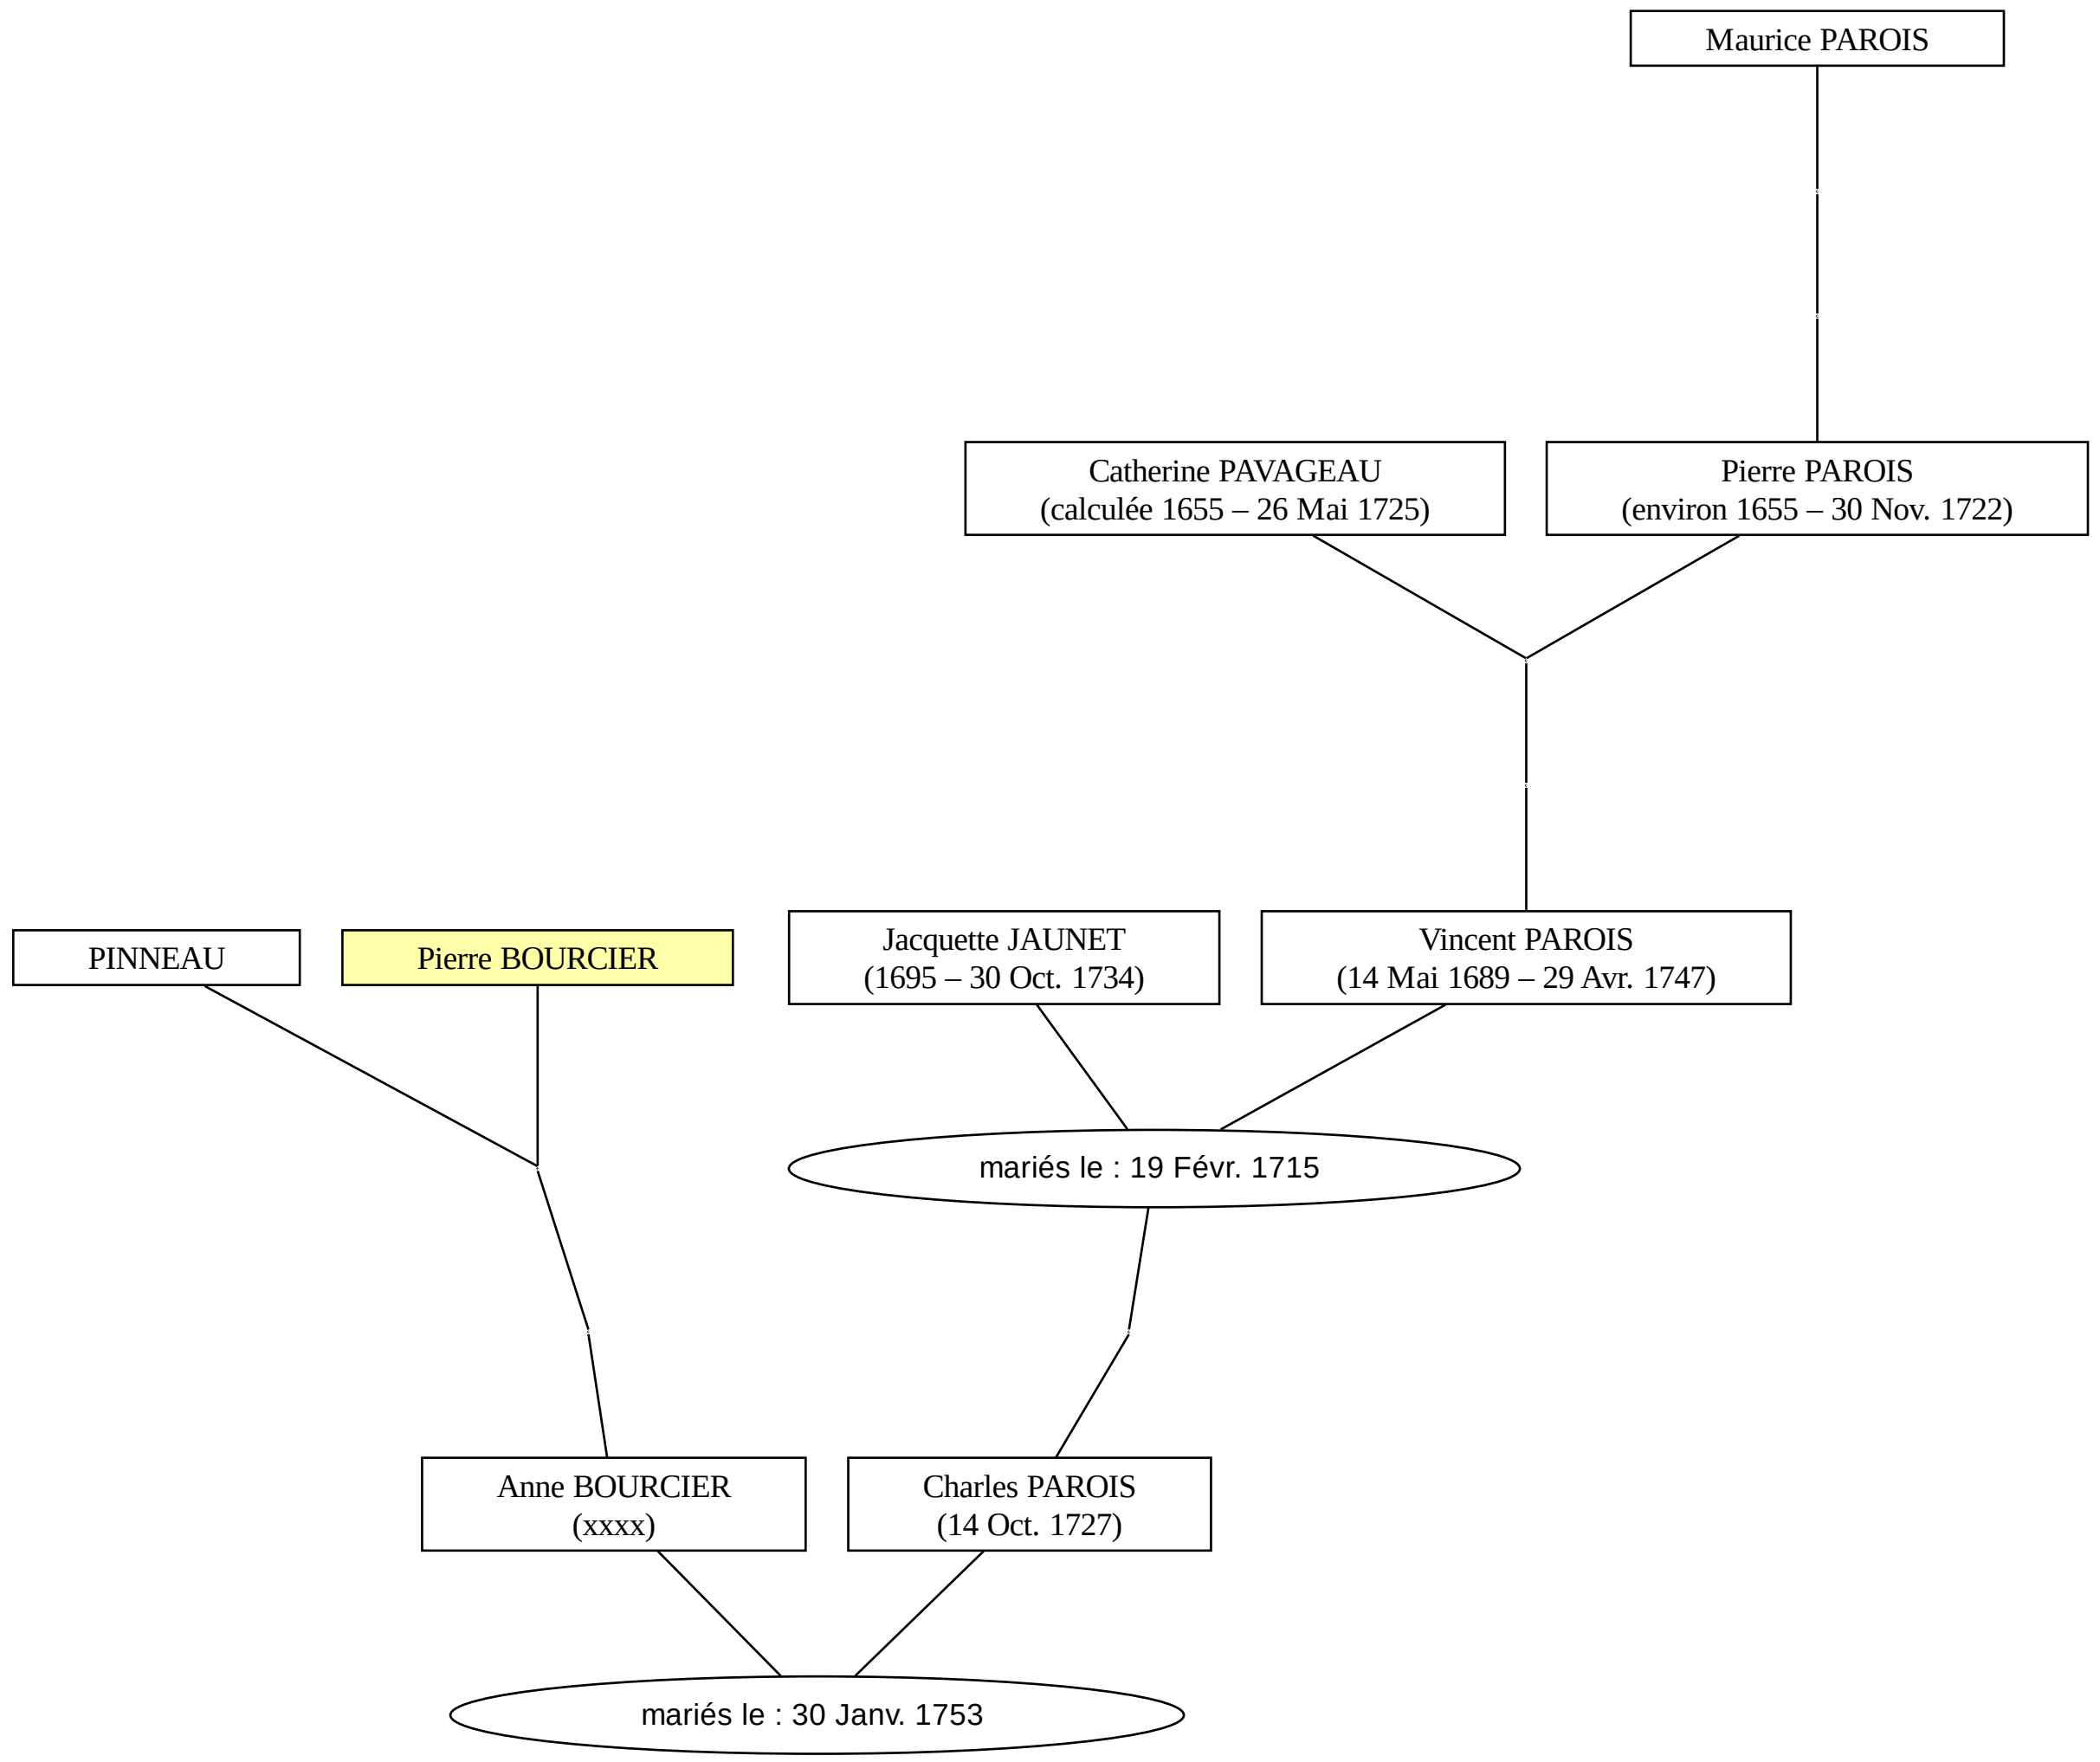 Maurice PAROIS
Catherine PAVAGEAU
(calculée 1655 – 26 Mai 1725)
Pierre PAROIS
(environ 1655 – 30 Nov. 1722)
PINNEAU
Pierre BOURCIER
Jacquette JAUNET
(1695 – 30 Oct. 1734)
Vincent PAROIS
(14 Mai 1689 – 29 Avr. 1747)
mariés le : 19 Févr. 1715
Anne BOURCIER
(xxxx)
Charles PAROIS
(14 Oct. 1727)
mariés le : 30 Janv. 1753